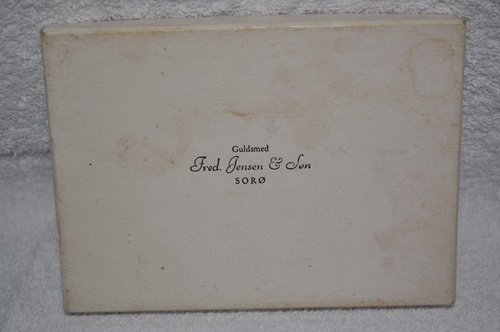 Guldsmed
Fred. Jensen & Søn
SORØ